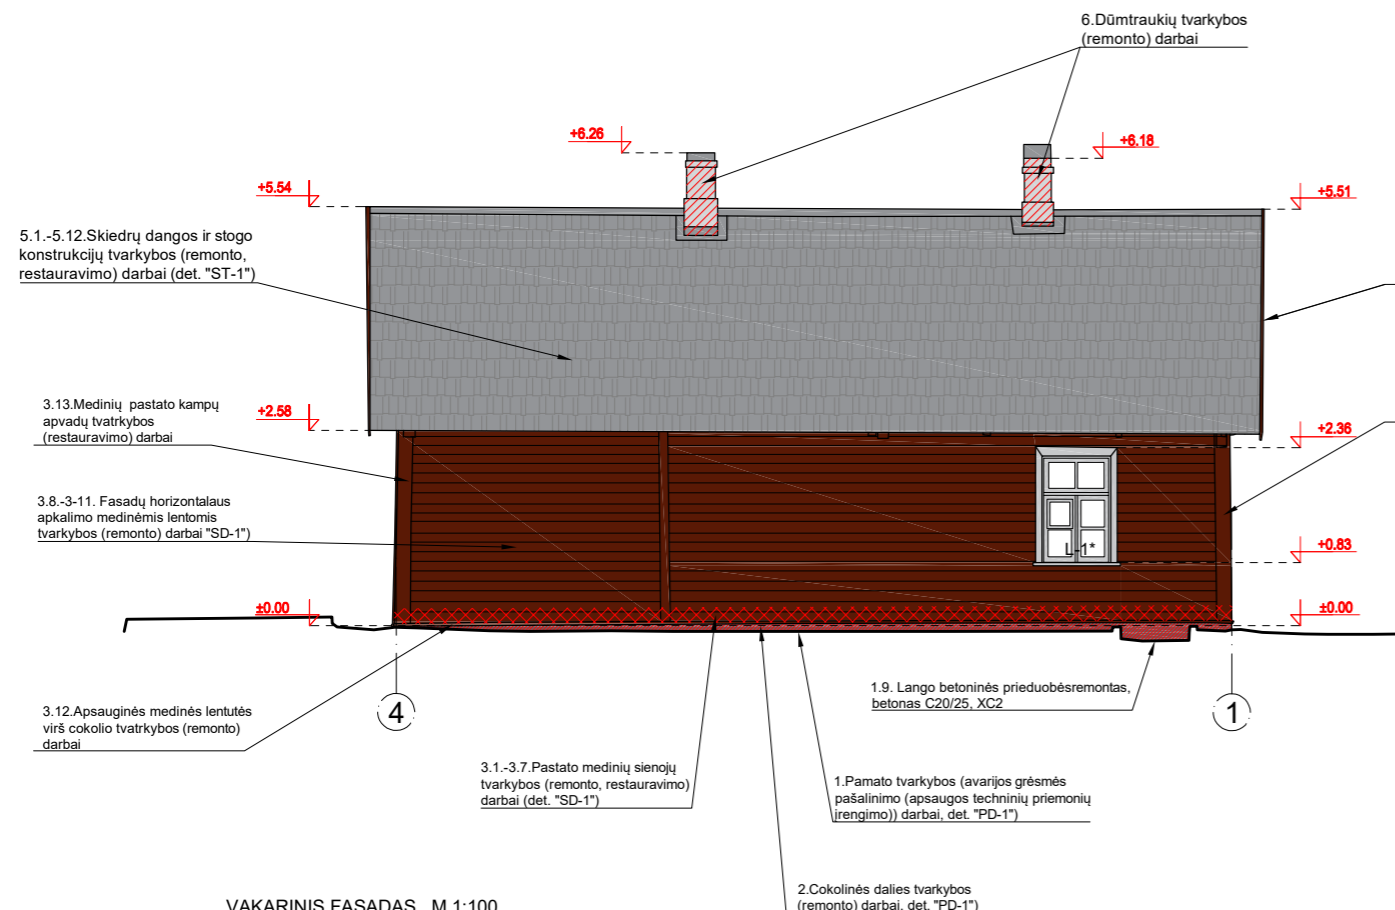 6.Dūmtraukių tvarkybos
(remonto) darbai
+6.26
+6.18
+5.54
+5.51
5.1.-5.12.Skiedrų dangos ir stogo
konstrukcijų tvarkybos (remonto,
restauravimo) darbai (det. "ST-1")
3.13.Medinių pastato kampų
apvadų tvatrkybos
(restauravimo) darbai
+2.58
+2.36
3.8.-3-11. Fasadų horizontalaus
apkalimo medinėmis lentomis
tvarkybos (remonto) darbai "SD-1")
L-1*
+0.83
±0.00
±0.00
3.12.Apsauginės medinės lentutės
virš cokolio tvatrkybos (remonto)
darbai
4
1.9. Lango betoninės prieduobėsremontas,
betonas C20/25, XC2
1
3.1.-3.7.Pastato medinių sienojų
tvarkybos (remonto, restauravimo)
darbai (det. "SD-1")
1.Pamato tvarkybos (avarijos grėsmės
pašalinimo (apsaugos techninių priemonių
įrengimo)) darbai, det. "PD-1")
2.Cokolinės dalies tvarkybos
(remonto) darbai, det. "PD-1")
VAKARINIS FASADAS M 1:100